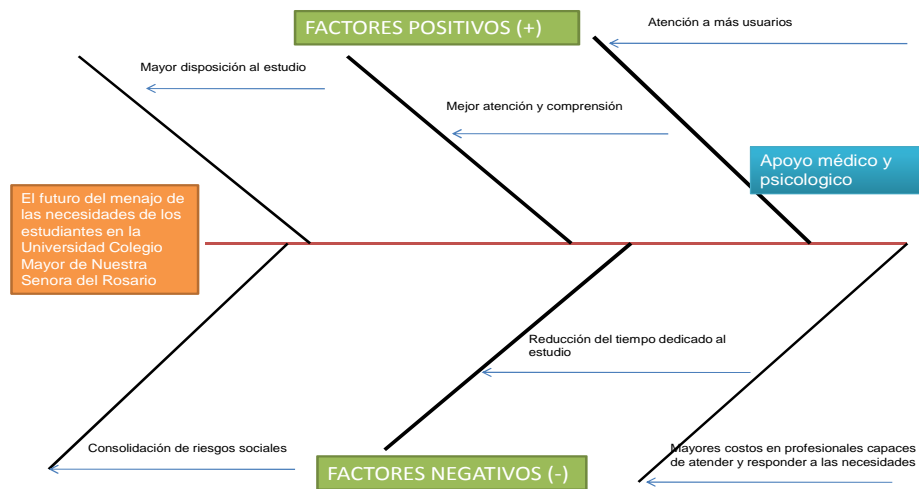 FACTORES POSITIVOS (+)
Atención a más usuarios
Mayor disposición al estudio
Mejor atención y comprensión
Apoyo médico y
psicologico
El futuro del menajo de
las necesidades de los
estudiantes en la
Universidad Colegio
Mayor de Nuestra
Senora del Rosario
Reducción del tiempo dedicado al
estudio
Consolidación de riesgos sociales
FACTORES NEGATIVOS (-)
Mayores costos en profesionales capaces
de atender y responder a las necesidades